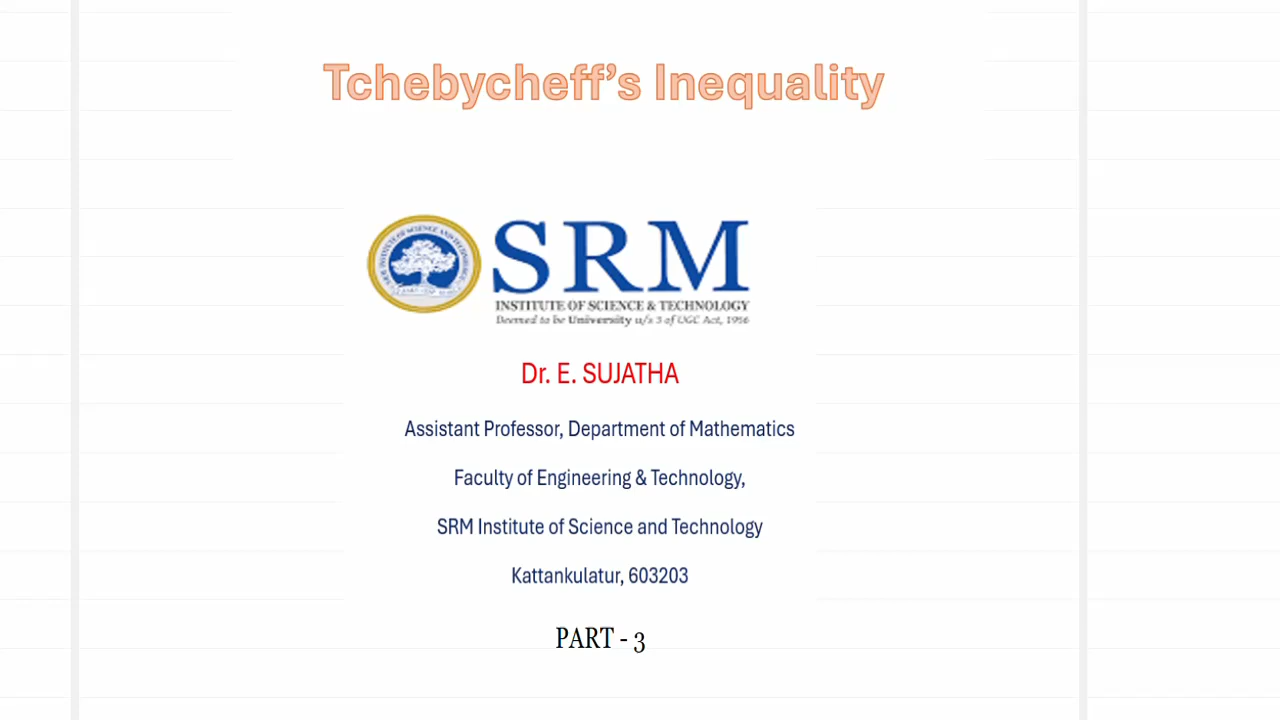 Tchebycheff's Inequality
SRM
INSTITUTE OF SCIENCE & TECHNOLOGY
Deemed to be University u/s 3 of UGC Act, 1956
Dr. E. SUJATHA
Assistant Professor, Department of Mathematics
Faculty of Engineering & Technology,
SRM Institute of Science and Technology
Kattankulatur, 603203
PART - 3